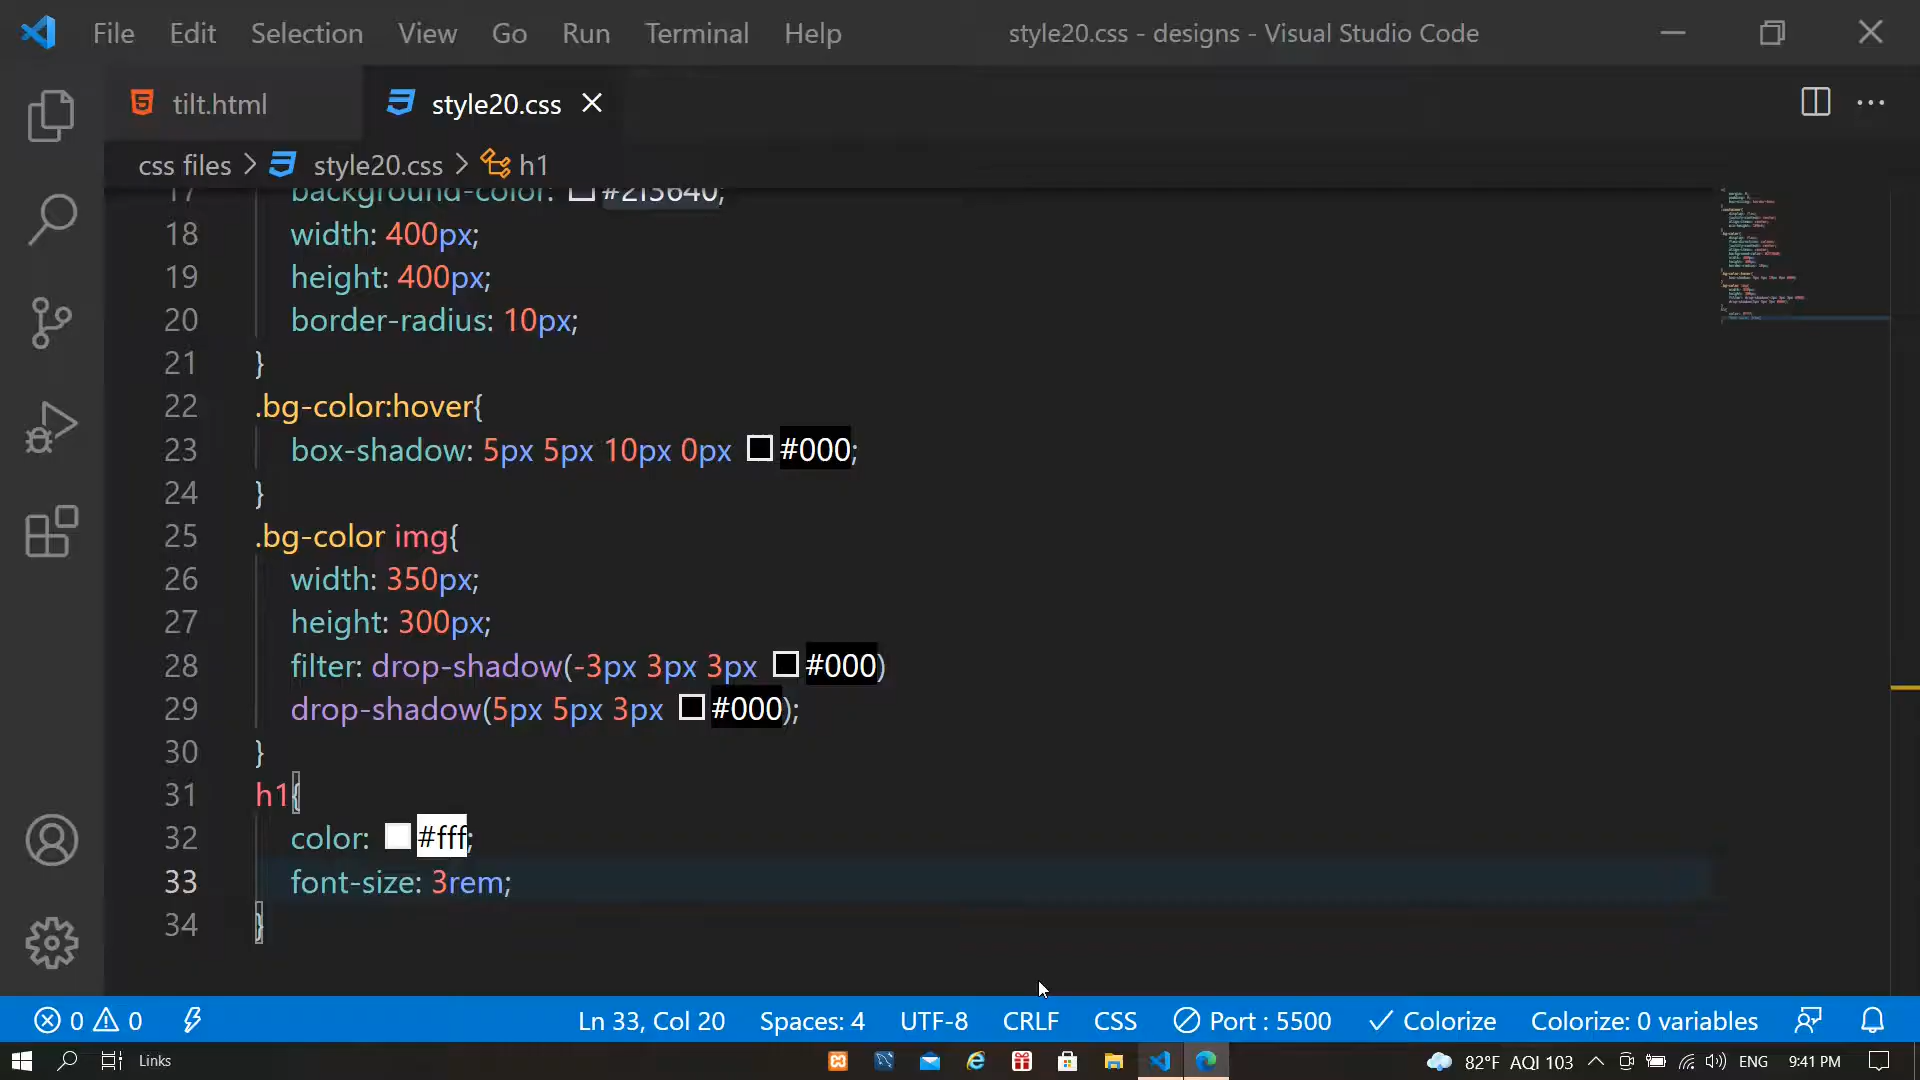 File Edit Selection View Go Run Terminal Help style20.css - designs - Visual Studio Code
tilt.html style20.css
css files > style20.css > h1
17 background-color: #213640;
18 width: 400px;
19 height: 400px;
20 border-radius: 10px;
21 }
22 .bg-color:hover{
23 box-shadow: 5px 5px 10px 0px #000;
24 }
25 .bg-color img{
26 width: 350px;
27 height: 300px;
28 filter: drop-shadow(-3px 3px 3px #000)
29 drop-shadow(5px 5px 3px #000);
30 }
31 h1{
32 color: #fff;
33 font-size: 3rem;
34 }
0 0 Ln 33, Col 20 Spaces: 4 UTF-8 CRLF CSS Port : 5500 Colorize Colorize: 0 variables
Links 82°F AQI 103 ENG 9:41 PM